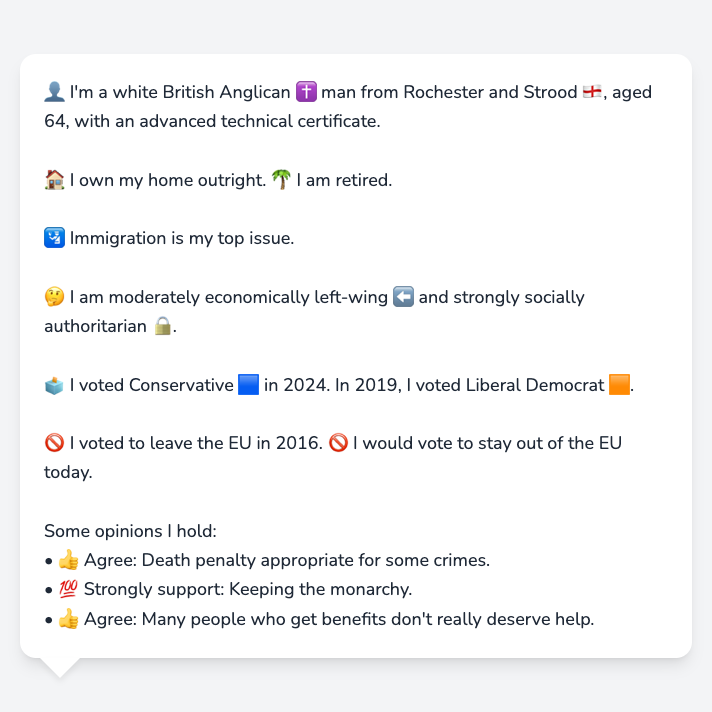 👤 I'm a white British Anglican ✝️ man from Rochester and Strood 🏴󠁧󠁢󠁥󠁮󠁧󠁿, aged
64, with an advanced technical certificate.
🏠 I own my home outright. 🌴 I am retired.
🛂 Immigration is my top issue.
🤔 I am moderately economically left-wing ⬅️ and strongly socially
authoritarian 🔒.
🗳️ I voted Conservative 🟦 in 2024. In 2019, I voted Liberal Democrat 🟧.
🚫 I voted to leave the EU in 2016. 🚫 I would vote to stay out of the EU
today.
Some opinions I hold:
• 👍 Agree: Death penalty appropriate for some crimes.
• 💯 Strongly support: Keeping the monarchy.
• 👍 Agree: Many people who get benefits don't really deserve help.